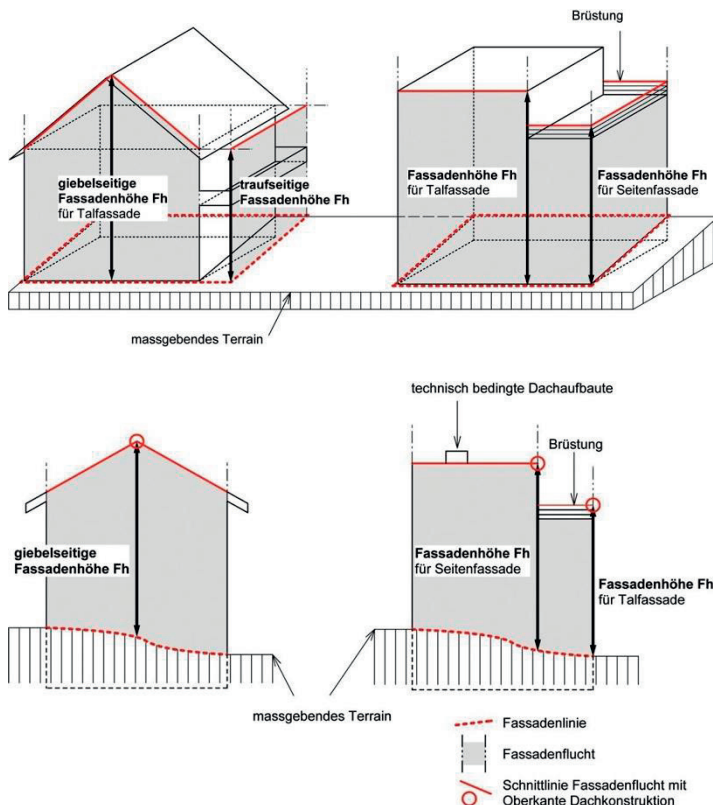 Brüstung
giebelseitige
Fassadenhöhe Fh
für Talfassade
traufseitige
Fassadenhöhe Fh
Fassadenhöhe Fh
für Talfassade
Fassadenhöhe Fh
für Seitenfassade
massgebendes Terrain
technisch bedingte Dachaufbaute
Brüstung
giebelseitige
Fassadenhöhe Fh
Fassadenhöhe Fh
für Seitenfassade
Fassadenhöhe Fh
für Talfassade
massgebendes Terrain
Fassadenlinie
Fassadenflucht
Schnittlinie Fassadenflucht mit
Oberkante Dachkonstruktion